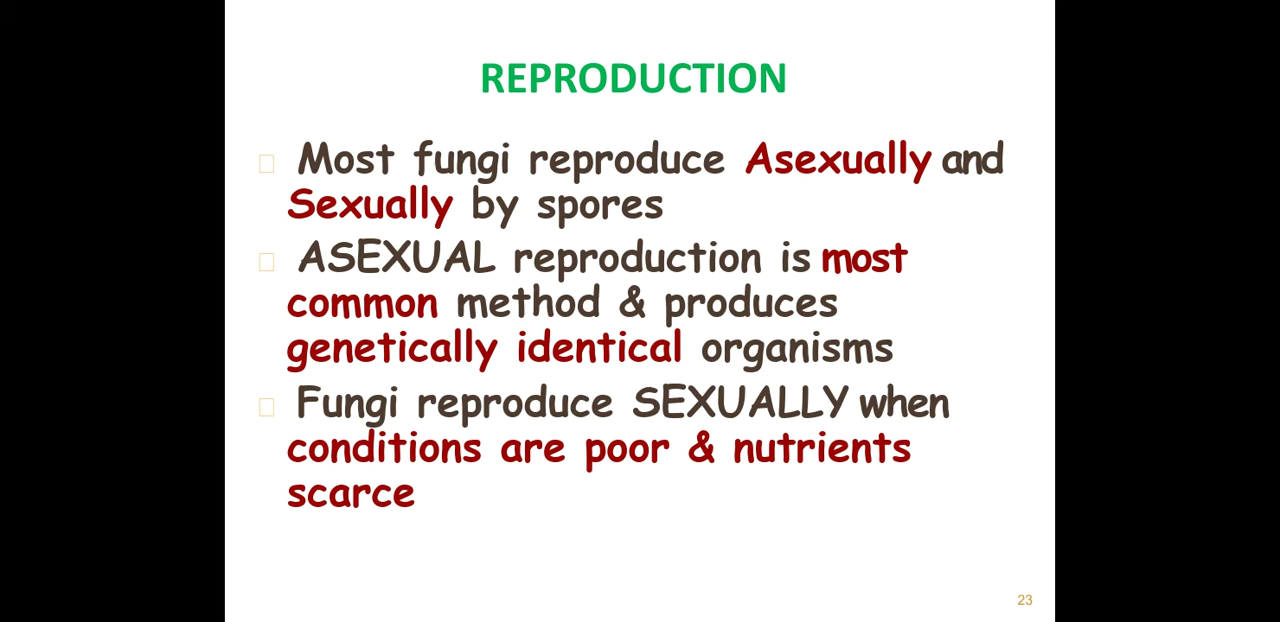 REPRODUCTION
Most fungi reproduce Asexually and
Sexually by spores
ASEXUAL reproduction is most
common method & produces
genetically identical organisms
Fungi reproduce SEXUALLY when
conditions are poor & nutrients
scarce
23